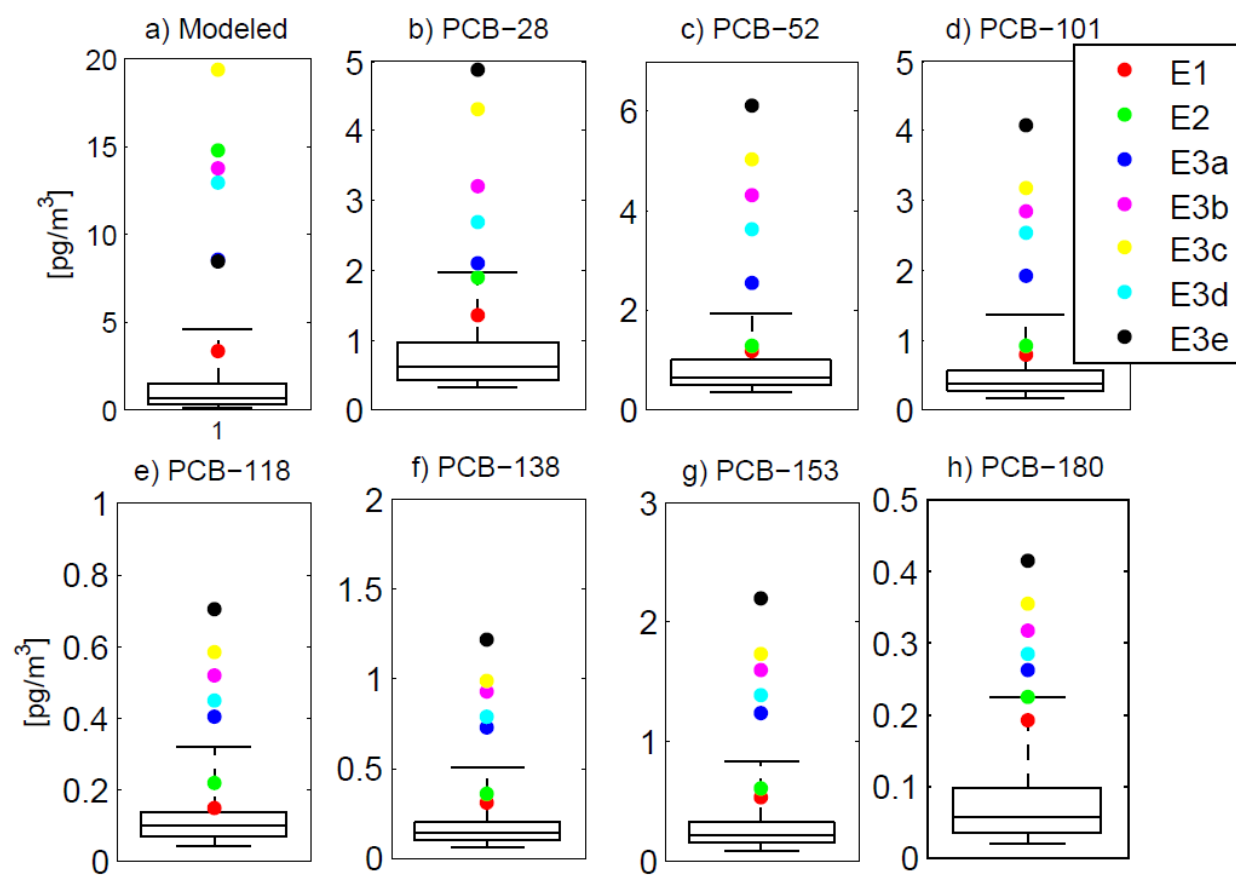 a) Modeled
b) PCB−28
c) PCB−52
d) PCB−101
20
15
10
5
0
[pg/m³]
1
5
4
3
2
1
0
6
4
2
0
5
4
3
2
1
0
E1
E2
E3a
E3b
E3c
E3d
E3e
e) PCB−118
f) PCB−138
g) PCB−153
h) PCB−180
1
0.8
0.6
0.4
0.2
0
[pg/m³]
2
1.5
1
0.5
0
3
2
1
0
0.5
0.4
0.3
0.2
0.1
0